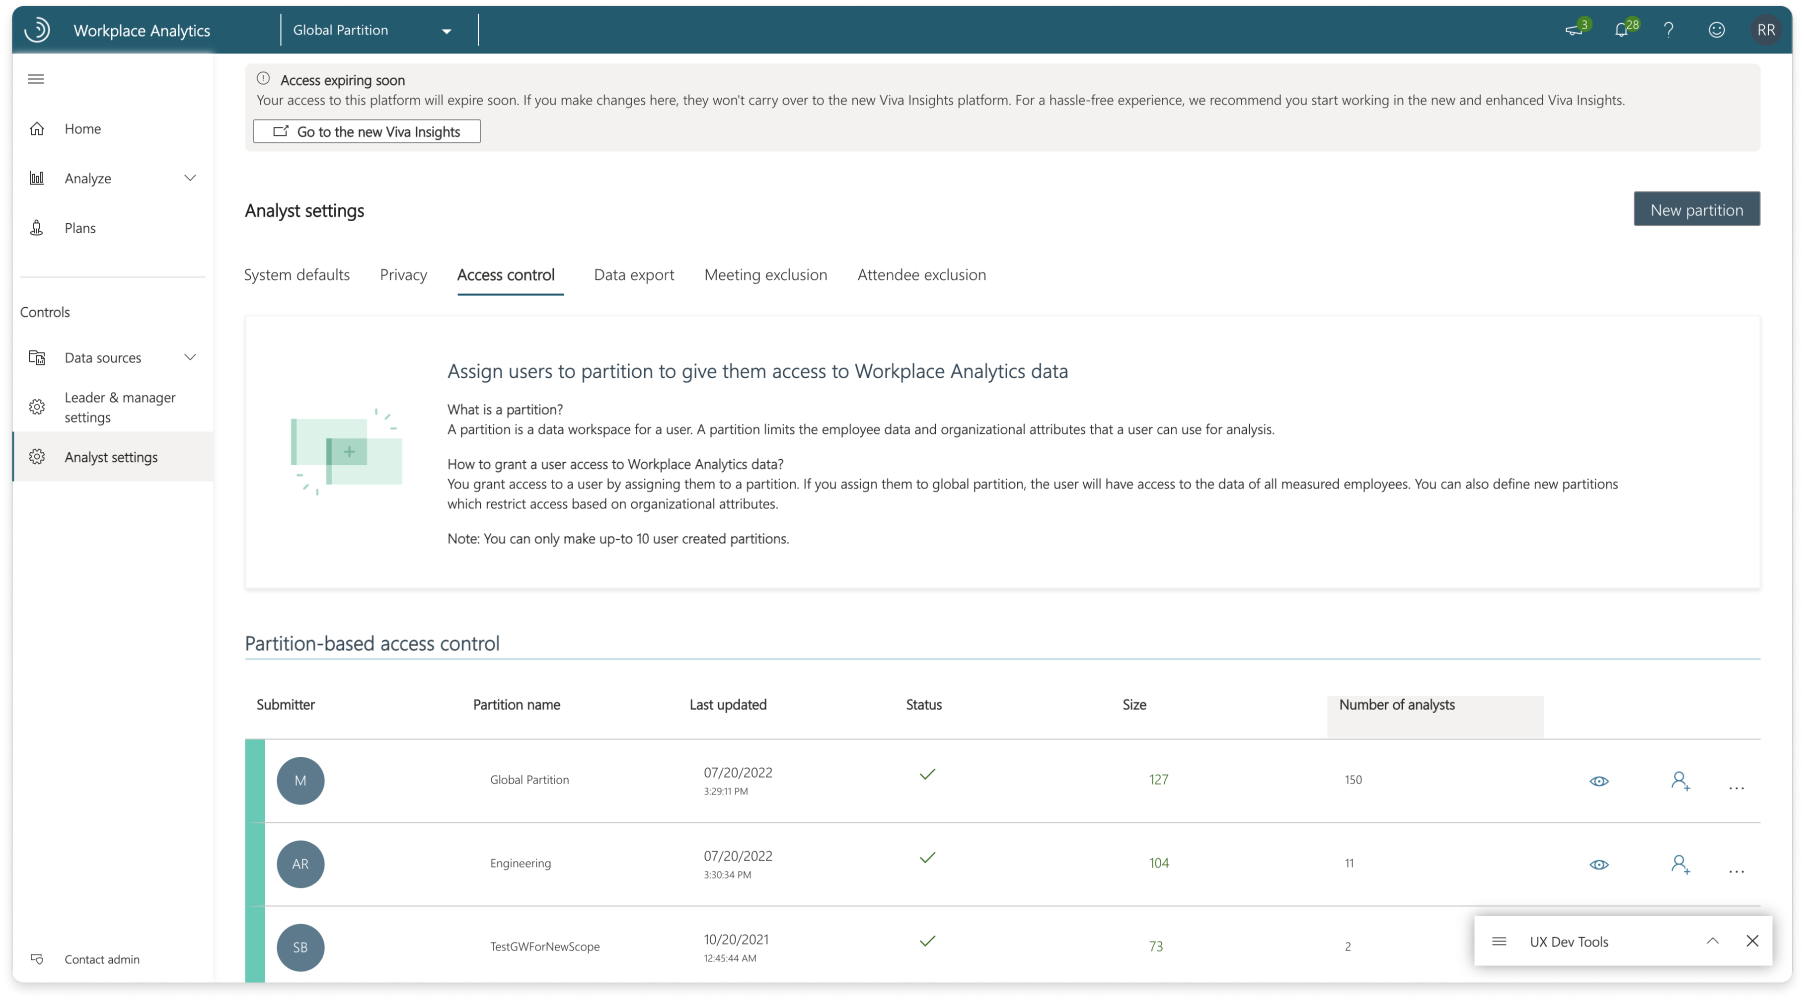 Workplace Analytics
Global Partition
3
28
RR
Access expiring soon
Your access to this platform will expire soon. If you make changes here, they won't carry over to the new Viva Insights platform. For a hassle-free experience, we recommend you start working in the new and enhanced Viva Insights.
Go to the new Viva Insights
Home
Analyze
Plans
Controls
Data sources
Leader & manager
settings
Analyst settings
Contact admin
Analyst settings
New partition
System defaults
Privacy
Access control
Data export
Meeting exclusion
Attendee exclusion
Assign users to partition to give them access to Workplace Analytics data
What is a partition?
A partition is a data workspace for a user. A partition limits the employee data and organizational attributes that a user can use for analysis.
How to grant a user access to Workplace Analytics data?
You grant access to a user by assigning them to a partition. If you assign them to global partition, the user will have access to the data of all measured employees. You can also define new partitions
which restrict access based on organizational attributes.
Note: You can only make up-to 10 user created partitions.
Partition-based access control
Submitter
Partition name
Last updated
Status
Size
Number of analysts
M
Global Partition
07/20/2022
3:29:11 PM
127
150
...
AR
Engineering
07/20/2022
3:30:34 PM
104
11
...
SB
TestGWForNewScope
10/20/2021
12:45:44 AM
73
2
UX Dev Tools